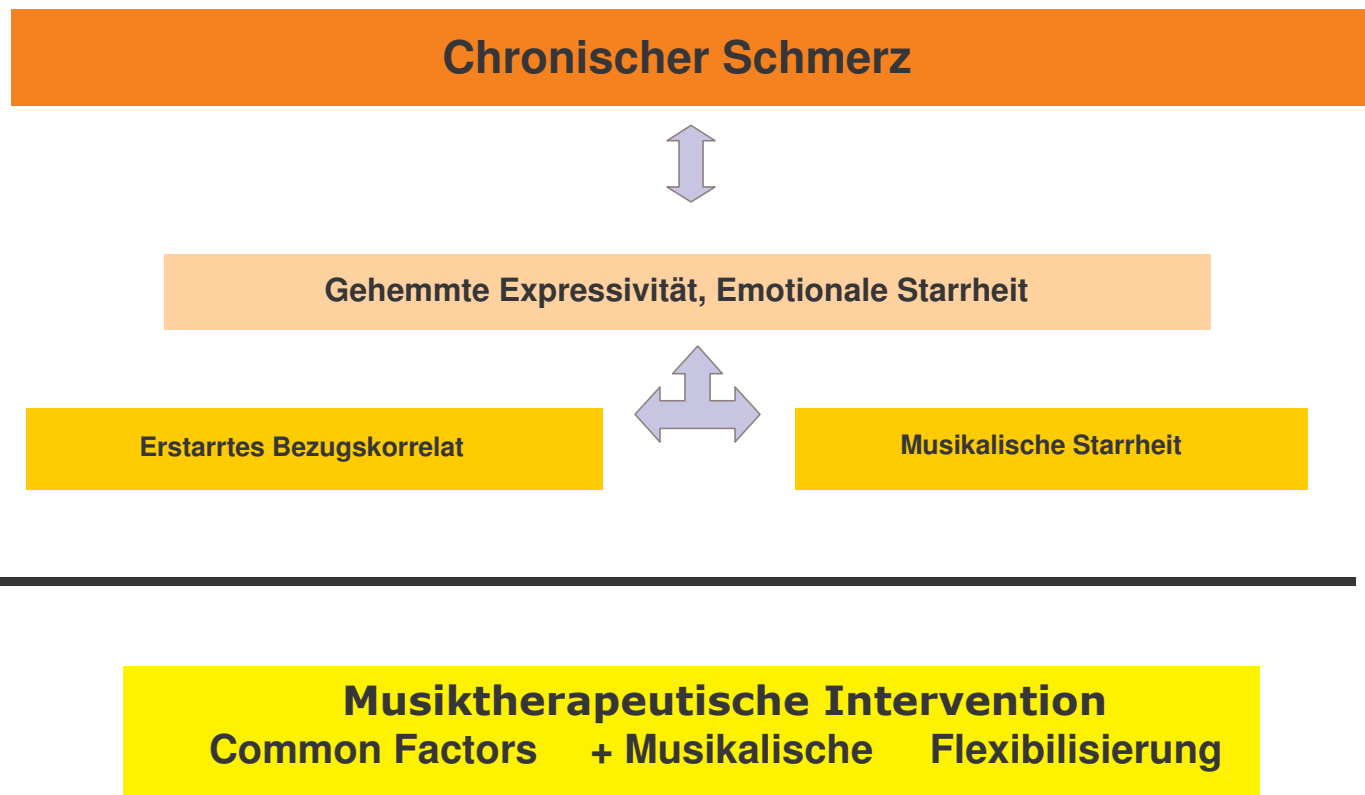 Chronischer Schmerz
Gehemmte Expressivität, Emotionale Starrheit
Erstarrtes Bezugskorrelat
Musikalische Starrheit
Musiktherapeutische Intervention
Common Factors + Musikalische Flexibilisierung